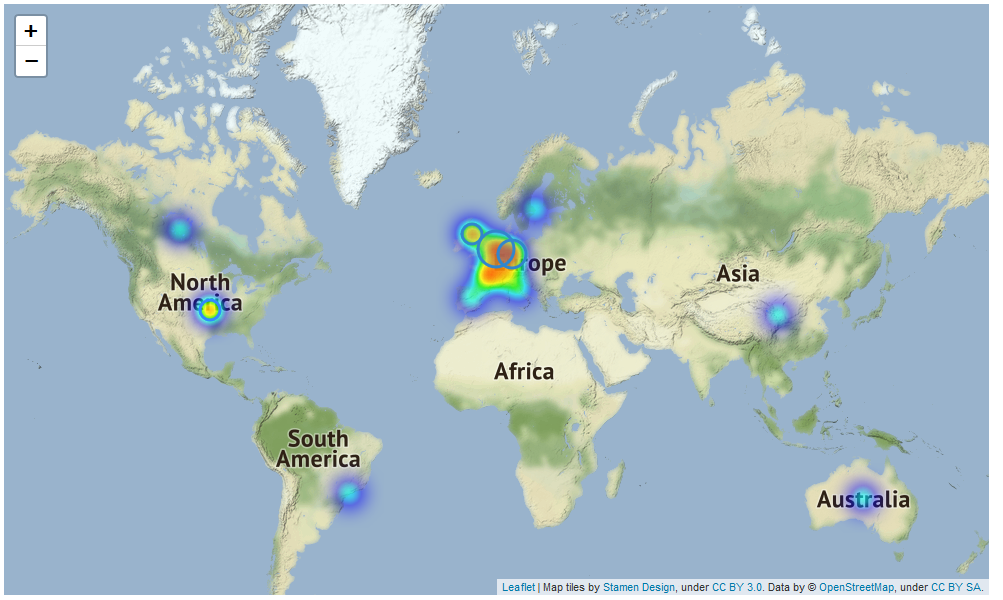 +
−
North
America
rope
Asia
Africa
South
America
Australia
Leaflet | Map tiles by Stamen Design, under CC BY 3.0. Data by © OpenStreetMap, under CC BY SA.